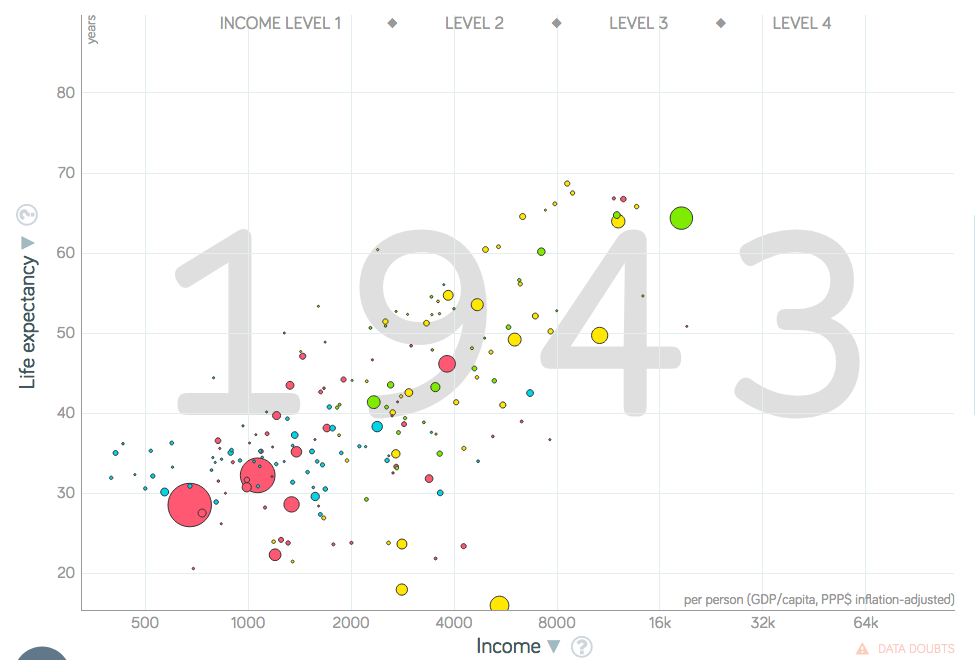 INCOME LEVEL 1 ◆ LEVEL 2 ◆ LEVEL 3 ◆ LEVEL 4
years
80
70
60
50
40
30
20
Life expectancy ▼ ?
1943
per person (GDP/capita, PPP$ inflation-adjusted)
500 1000 2000 4000 8000 16k 32k 64k
Income ▼ ?
DATA DOUBTS